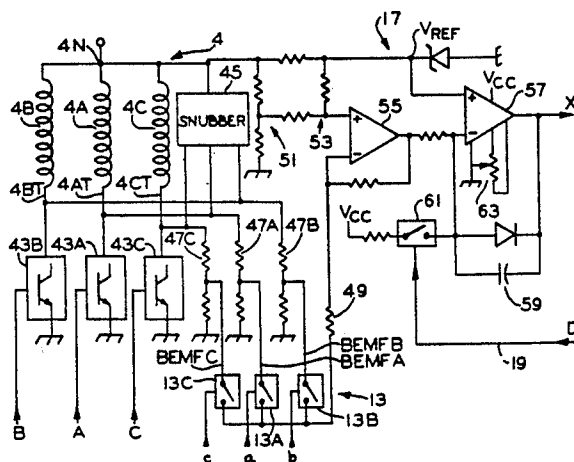 4N
4
17
VREF
45
4B
4A
4C
SNUBBER
VCC
57
X
51
53
55
63
4BT
4AT
4CT
43B
43A
43C
47C
47A
47B
VCC
61
59
49
BEMFC
BEMFB
BEMFA
19
D
13C
13
13A
13B
B
A
C
c
a
b